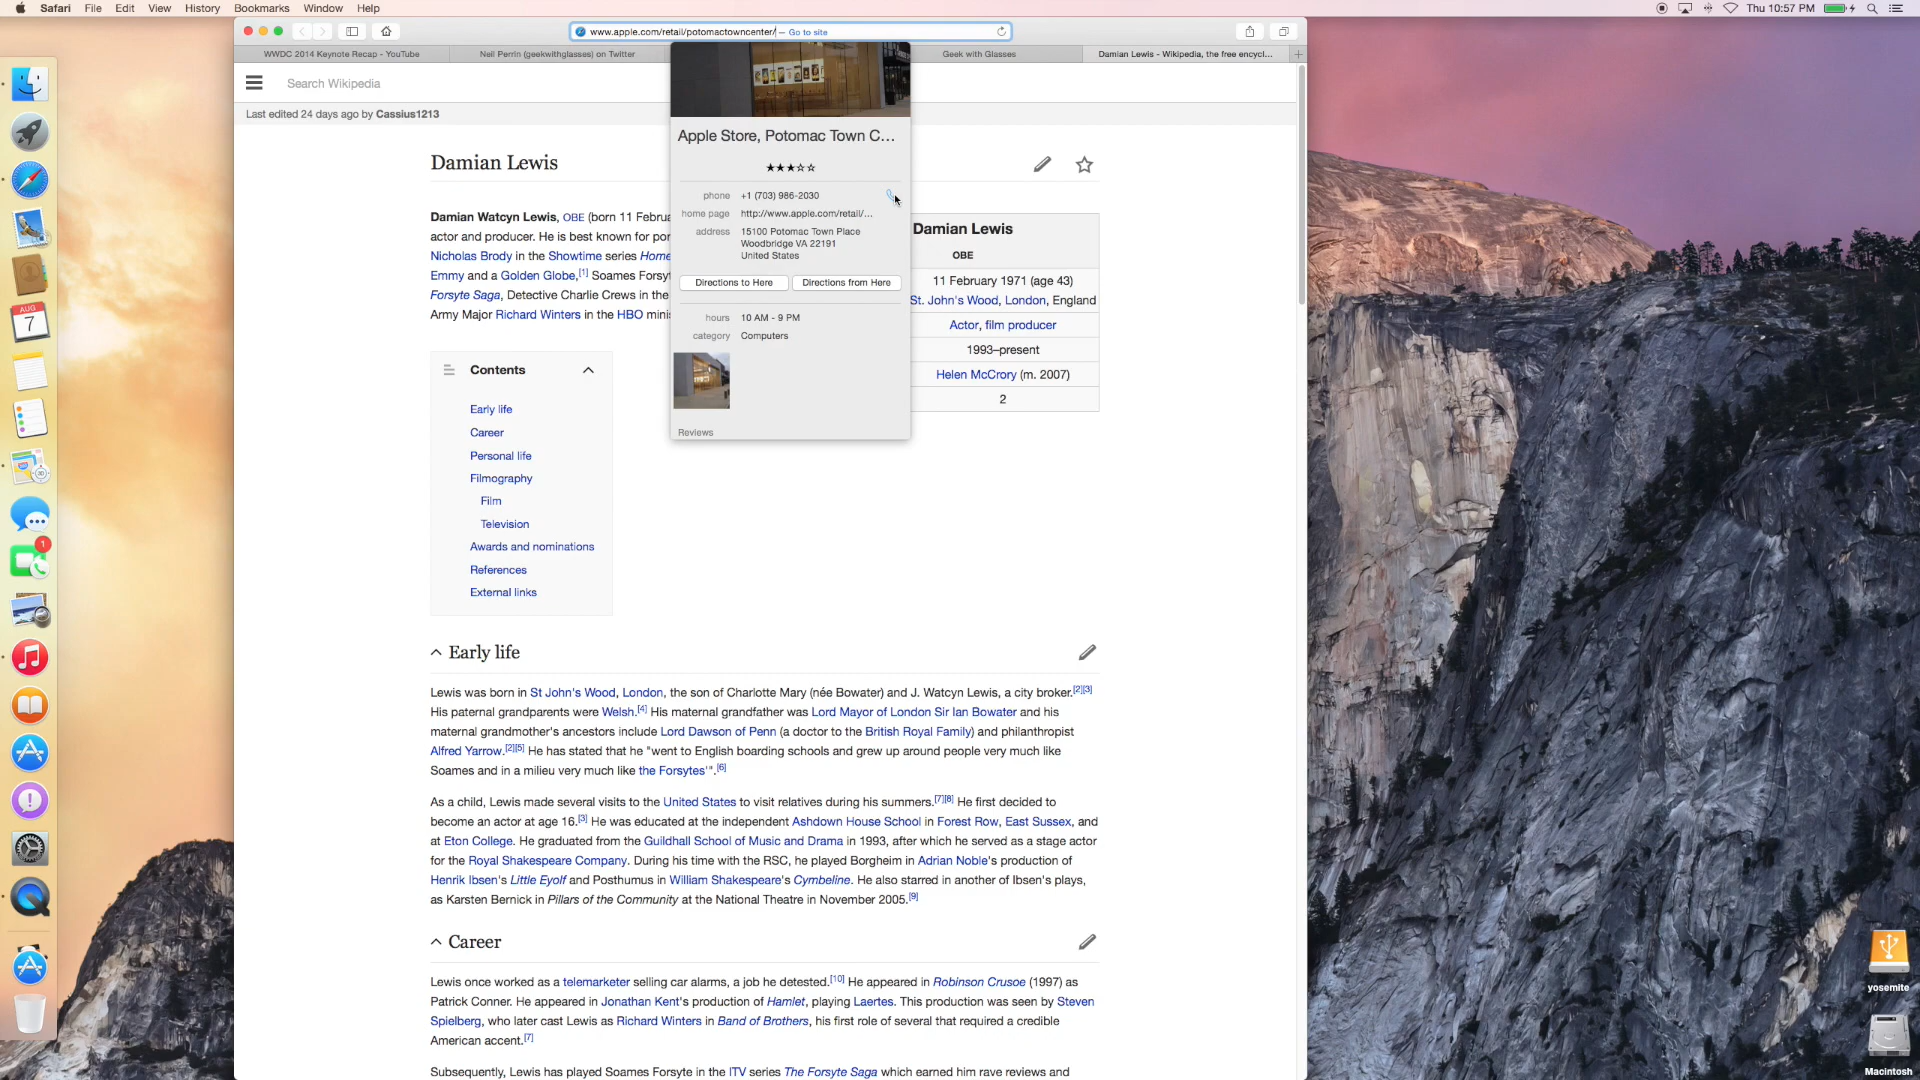 Safari File Edit View History Bookmarks Window Help
Thu 10:57 PM
www.apple.com/retail/potomactowncenter/ — Go to site
WWDC 2014 Keynote Recap - YouTube
Neil Perrin (geekwithglasses) on Twitter
Geek with Glasses
Damian Lewis - Wikipedia, the free encycl...
Search Wikipedia
Last edited 24 days ago by Cassius1213
Apple Store, Potomac Town C...
★★★☆☆
phone +1 (703) 986-2030
home page http://www.apple.com/retail/...
address 15100 Potomac Town Place
Woodbridge VA 22191
United States
Directions to Here
Directions from Here
hours 10 AM - 9 PM
category Computers
Reviews
Damian Lewis
Damian Watcyn Lewis, OBE (born 11 Februa
actor and producer. He is best known for por
Nicholas Brody in the Showtime series Home
Emmy and a Golden Globe,[1] Soames Forsy
Forsyte Saga, Detective Charlie Crews in the
Army Major Richard Winters in the HBO mini
Damian Lewis
OBE
11 February 1971 (age 43)
St. John's Wood, London, England
Actor, film producer
1993–present
Helen McCrory (m. 2007)
2
Contents
Early life
Career
Personal life
Filmography
Film
Television
Awards and nominations
References
External links
Early life
Lewis was born in St John's Wood, London, the son of Charlotte Mary (née Bowater) and J. Watcyn Lewis, a city broker.[2][3]
His paternal grandparents were Welsh.[4] His maternal grandfather was Lord Mayor of London Sir Ian Bowater and his
maternal grandmother's ancestors include Lord Dawson of Penn (a doctor to the British Royal Family) and philanthropist
Alfred Yarrow.[2][5] He has stated that he "went to English boarding schools and grew up around people very much like
Soames and in a milieu very much like the Forsytes'".[6]
As a child, Lewis made several visits to the United States to visit relatives during his summers.[7][8] He first decided to
become an actor at age 16.[3] He was educated at the independent Ashdown House School in Forest Row, East Sussex, and
at Eton College. He graduated from the Guildhall School of Music and Drama in 1993, after which he served as a stage actor
for the Royal Shakespeare Company. During his time with the RSC, he played Borgheim in Adrian Noble's production of
Henrik Ibsen's Little Eyolf and Posthumus in William Shakespeare's Cymbeline. He also starred in another of Ibsen's plays,
as Karsten Bernick in Pillars of the Community at the National Theatre in November 2005.[9]
Career
Lewis once worked as a telemarketer selling car alarms, a job he detested.[10] He appeared in Robinson Crusoe (1997) as
Patrick Conner. He appeared in Jonathan Kent's production of Hamlet, playing Laertes. This production was seen by Steven
Spielberg, who later cast Lewis as Richard Winters in Band of Brothers, his first role of several that required a credible
American accent.[7]
Subsequently, Lewis has played Soames Forsyte in the ITV series The Forsyte Saga which earned him rave reviews and
AUG
7
1
yosemite
Macintosh